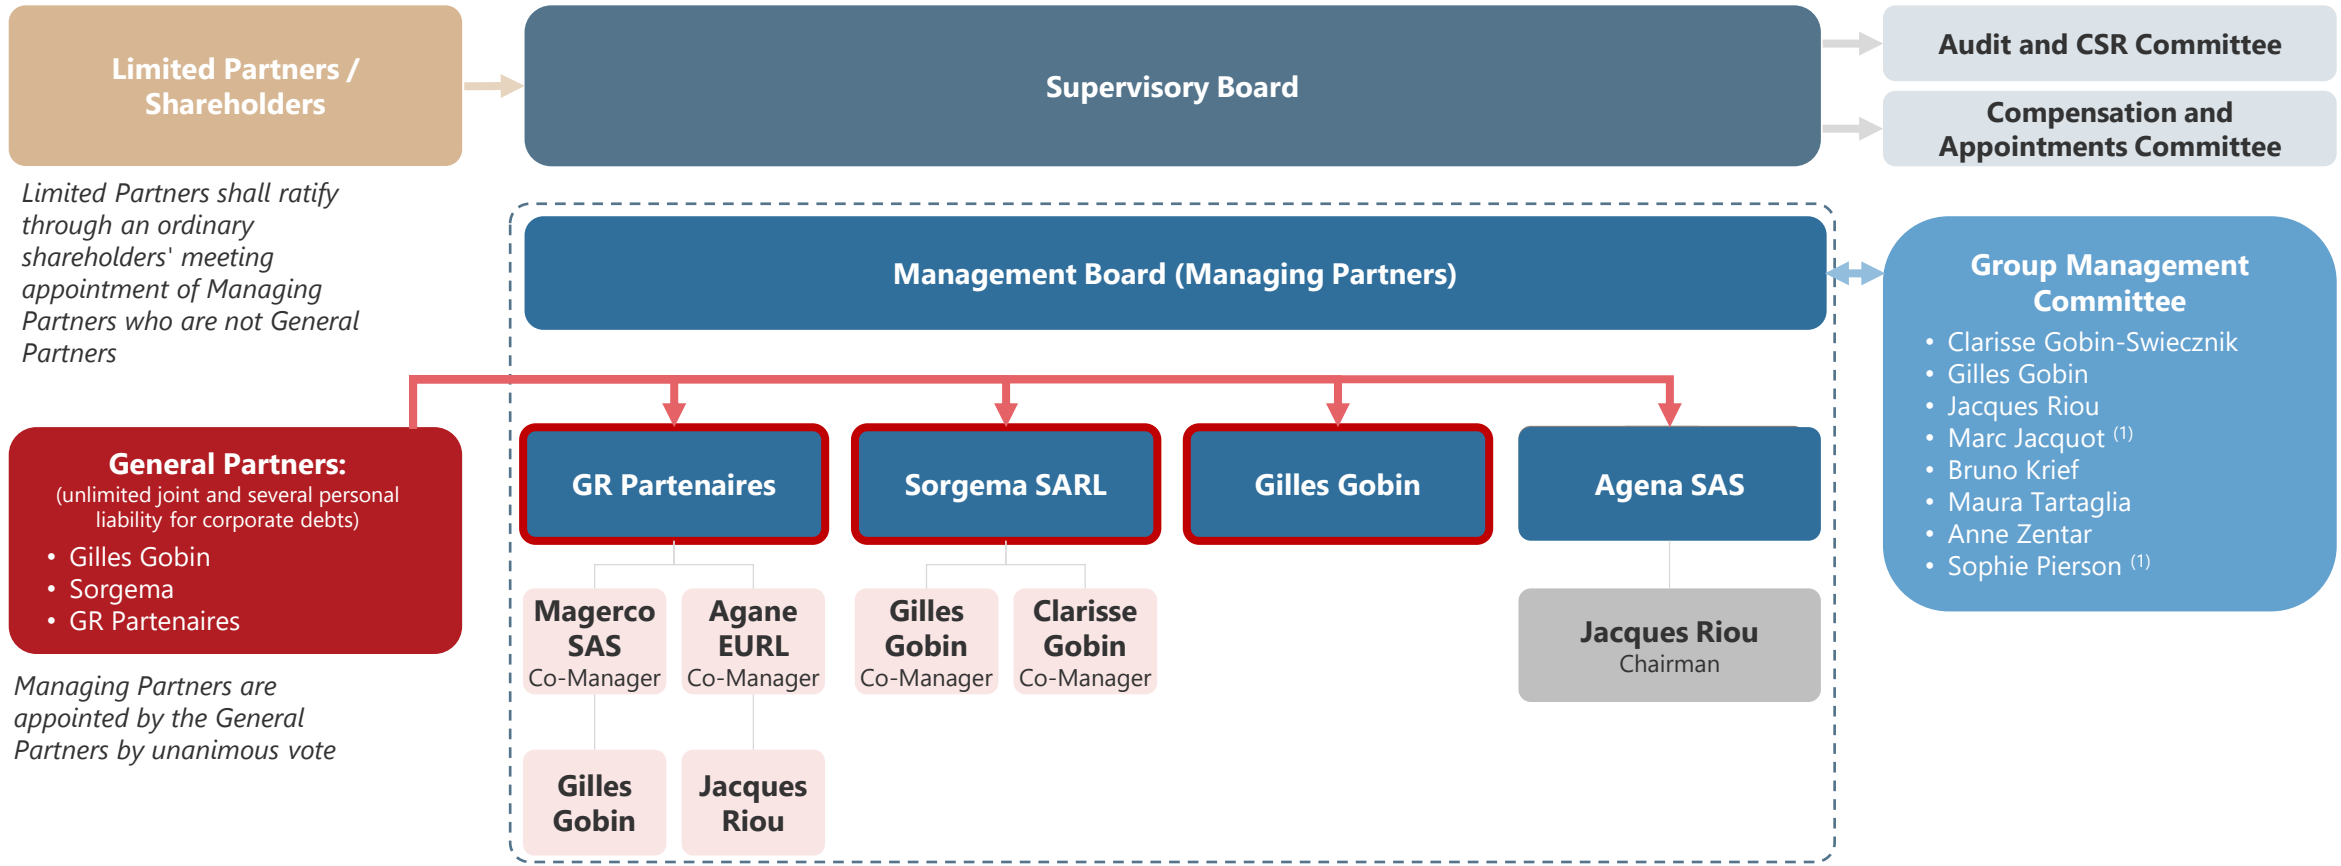 Limited Partners /
Shareholders
Supervisory Board
Audit and CSR Committee
Compensation and
Appointments Committee
Limited Partners shall ratify
through an ordinary
shareholders' meeting
appointment of Managing
Partners who are not General
Partners
Management Board (Managing Partners)
Group Management
Committee
• Clarisse Gobin-Swiecznik
• Gilles Gobin
• Jacques Riou
• Marc Jacquot (1)
• Bruno Krief
• Maura Tartaglia
• Anne Zentar
• Sophie Pierson (1)
General Partners:
(unlimited joint and several personal
liability for corporate debts)
• Gilles Gobin
• Sorgema
• GR Partenaires
Managing Partners are
appointed by the General
Partners by unanimous vote
GR Partenaires
Sorgema SARL
Gilles Gobin
Agena SAS
Magerco
SAS
Co-Manager
Agane
EURL
Co-Manager
Gilles
Gobin
Co-Manager
Clarisse
Gobin
Co-Manager
Jacques Riou
Chairman
Gilles
Gobin
Jacques
Riou